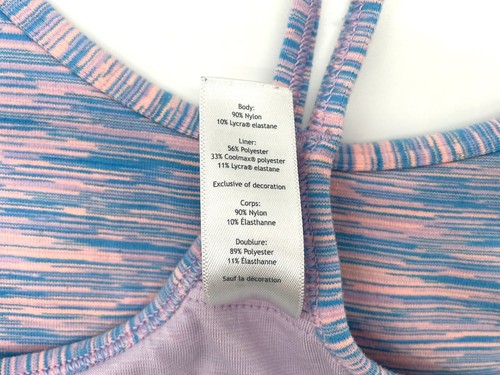 Body:
90% Nylon
10% Lycra® elastane
Liner:
56% Polyester
33% Coolmax® polyester
11% Lycra® elastane
Exclusive of decoration
Corps:
90% Nylon
10% Élasthanne
Doublure:
89% Polyester
11% Élasthanne
Sauf la décoration